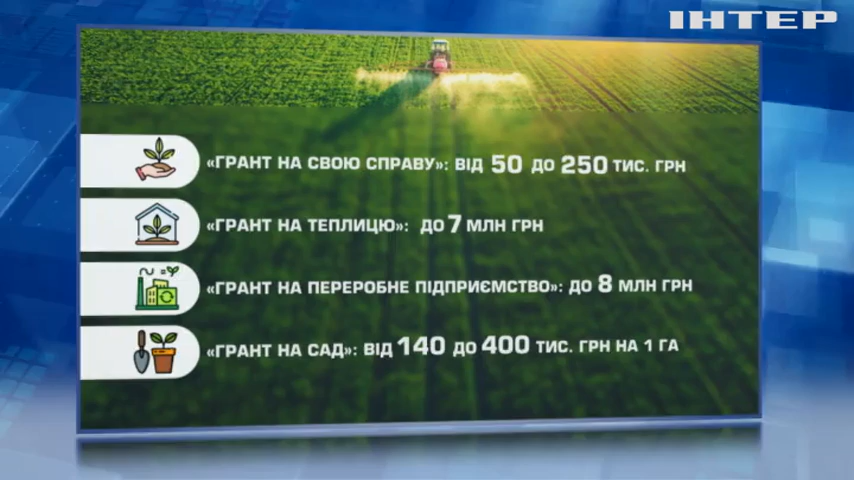 ІНТЕР
«ГРАНТ НА СВОЮ СПРАВУ»: ВІД 50 ДО 250 ТИС. ГРН
«ГРАНТ НА ТЕПЛИЦЮ»: ДО 7 МЛН ГРН
«ГРАНТ НА ПЕРЕРОБНЕ ПІДПРИЄМСТВО»: ДО 8 МЛН ГРН
«ГРАНТ НА САД»: ВІД 140 ДО 400 ТИС. ГРН НА 1 ГА